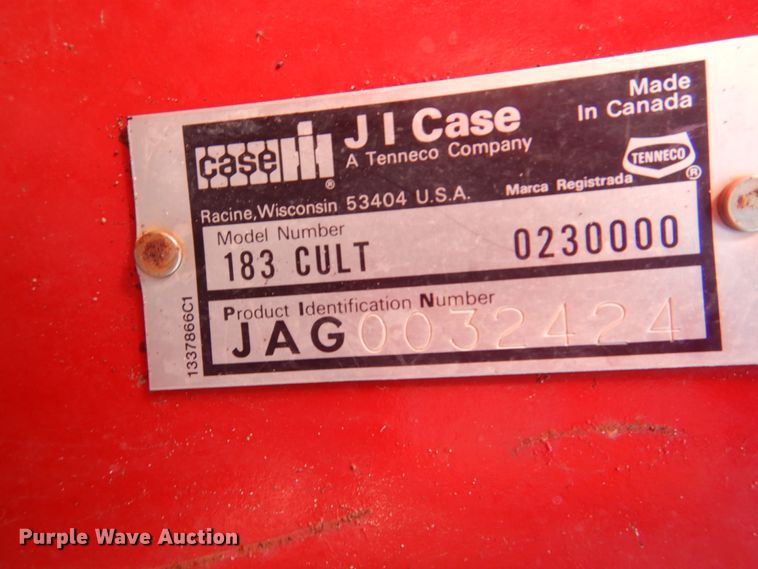 case IH ®
J I Case
A Tenneco Company
Made
In Canada
TENNECO
®
Racine, Wisconsin 53404 U.S.A.
Marca Registrada
Model Number
183 CULT 0230000
Product Identification Number
JAG0032424
1337866C1
Purple Wave Auction